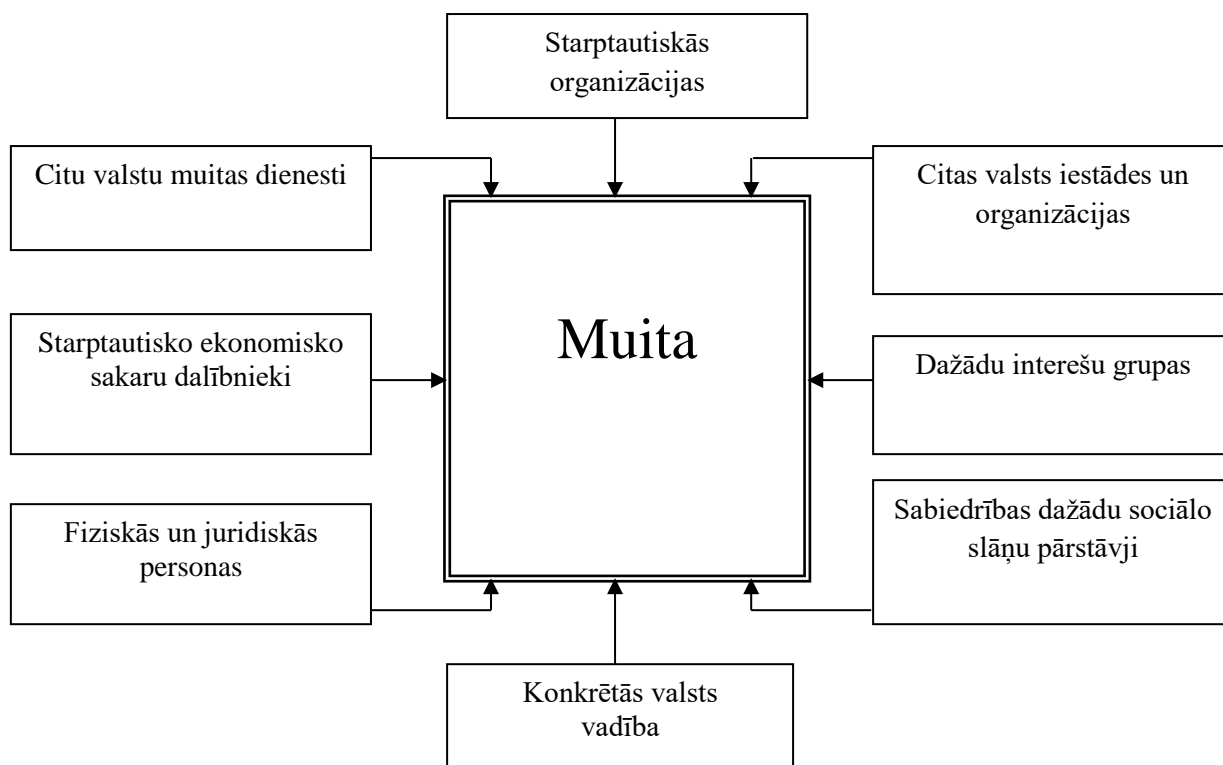 Starptautiskās
organizācijas
Citu valstu muitas dienesti
Citas valsts iestādes un
organizācijas
Muita
Starptautisko ekonomisko
sakaru dalībnieki
Dažādu interešu grupas
Fiziskās un juridiskās
personas
Sabiedrības dažādu sociālo
slāņu pārstāvji
Konkrētās valsts
vadība